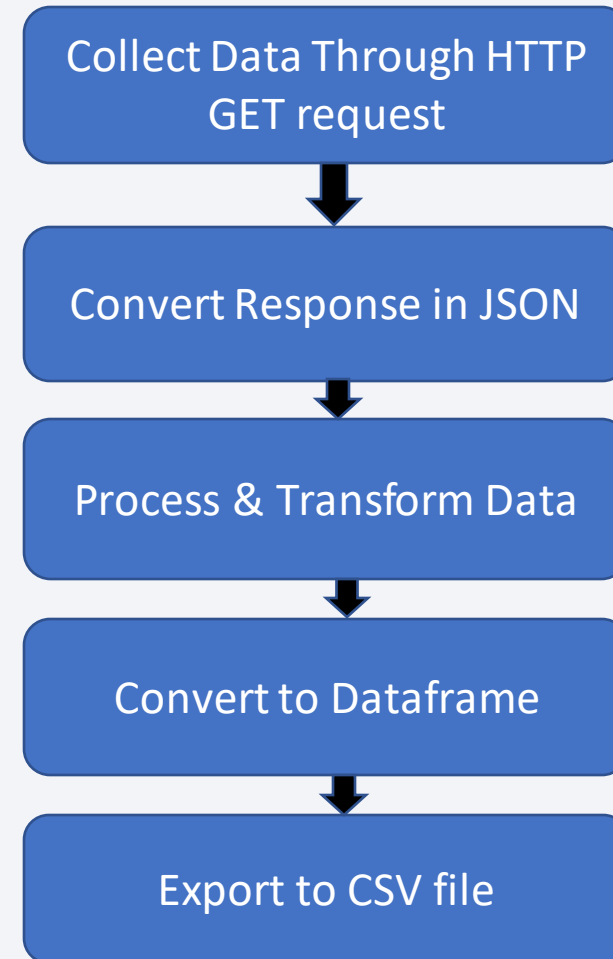 Collect Data Through HTTP
GET request
Convert Response in JSON
Process & Transform Data
Convert to Dataframe
Export to CSV file